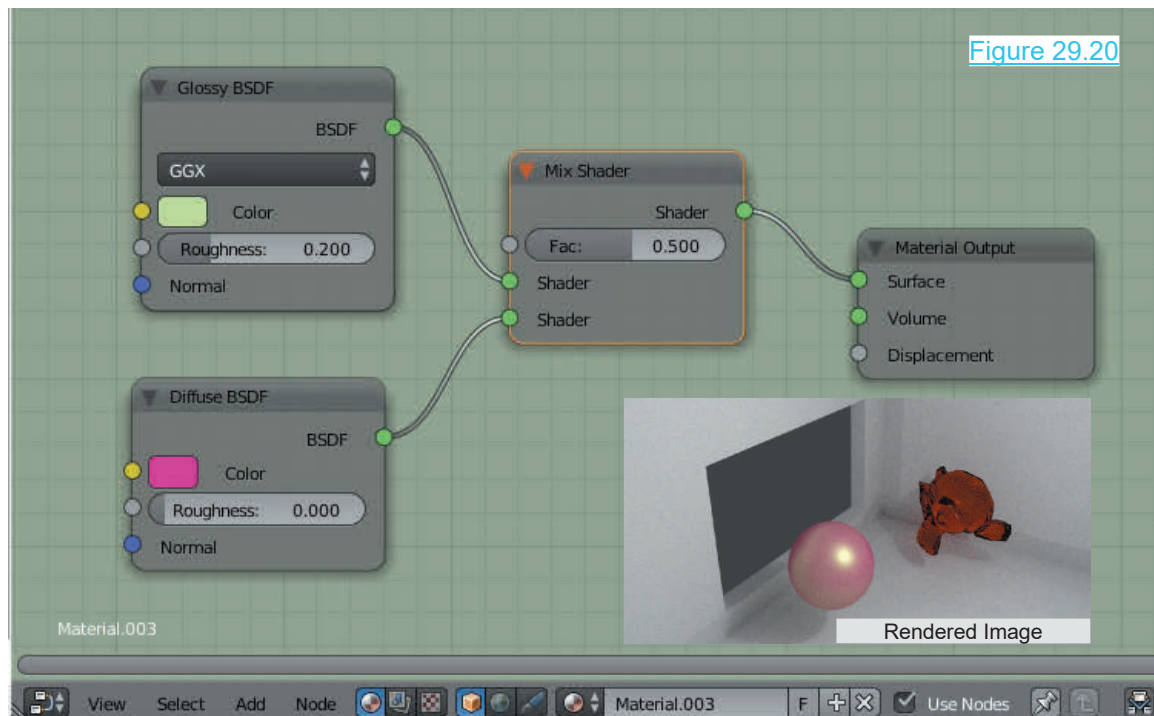 Figure 29.20
Glossy BSDF
BSDF
GGX
Color
Roughness: 0.200
Normal
Mix Shader
Shader
Fac: 0.500
Shader
Shader
Material Output
Surface
Volume
Displacement
Diffuse BSDF
BSDF
Color
Roughness: 0.000
Normal
Rendered Image
Material.003
View Select Add Node Material.003 F Use Nodes